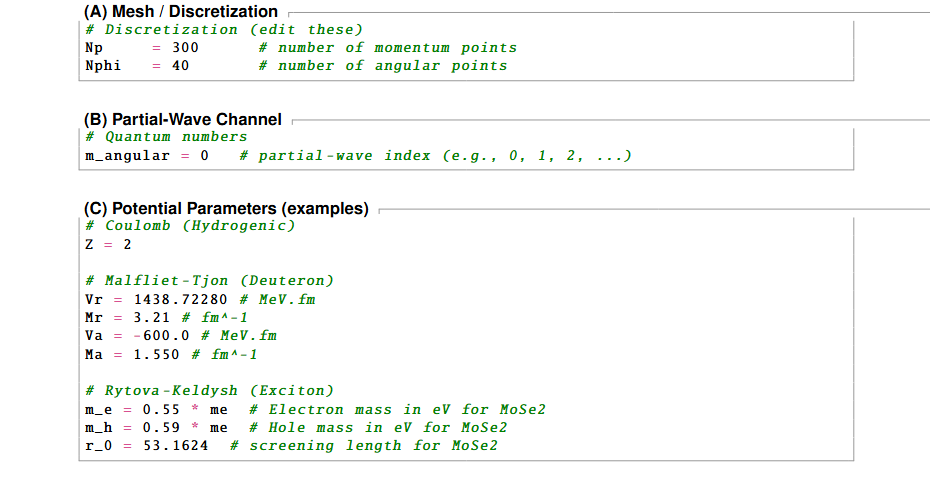 (A) Mesh / Discretization
# Discretization (edit these)
Np = 300 # number of momentum points
Nphi = 40 # number of angular points
(B) Partial-Wave Channel
# Quantum numbers
m_angular = 0 # partial-wave index (e.g., 0, 1, 2, ...)
(C) Potential Parameters (examples)
# Coulomb (Hydrogenic)
Z = 2
# Malfliet-Tjon (Deuteron)
Vr = 1438.72280 # MeV.fm
Mr = 3.21 # fm^-1
Va = -600.0 # MeV.fm
Ma = 1.550 # fm^-1
# Rytova-Keldysh (Exciton)
m_e = 0.55 * me # Electron mass in eV for MoSe2
m_h = 0.59 * me # Hole mass in eV for MoSe2
r_0 = 53.1624 # screening length for MoSe2